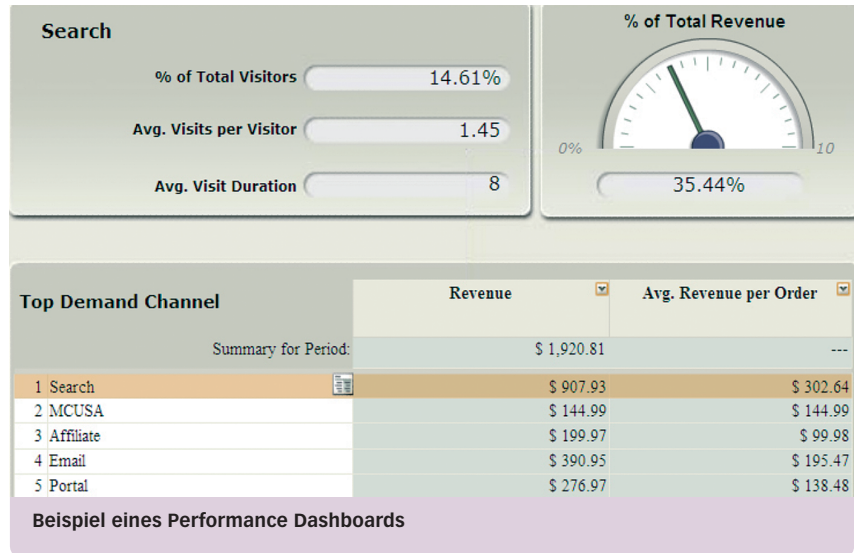 Search
% of Total Visitors 14.61%
Avg. Visits per Visitor 1.45
Avg. Visit Duration 8
% of Total Revenue
0% 10
35.44%
Top Demand Channel Revenue Avg. Revenue per Order
Summary for Period: $ 1,920.81 ---
1 Search $ 907.93 $ 302.64
2 MCUSA $ 144.99 $ 144.99
3 Affiliate $ 199.97 $ 99.98
4 Email $ 390.95 $ 195.47
5 Portal $ 276.97 $ 138.48
Beispiel eines Performance Dashboards